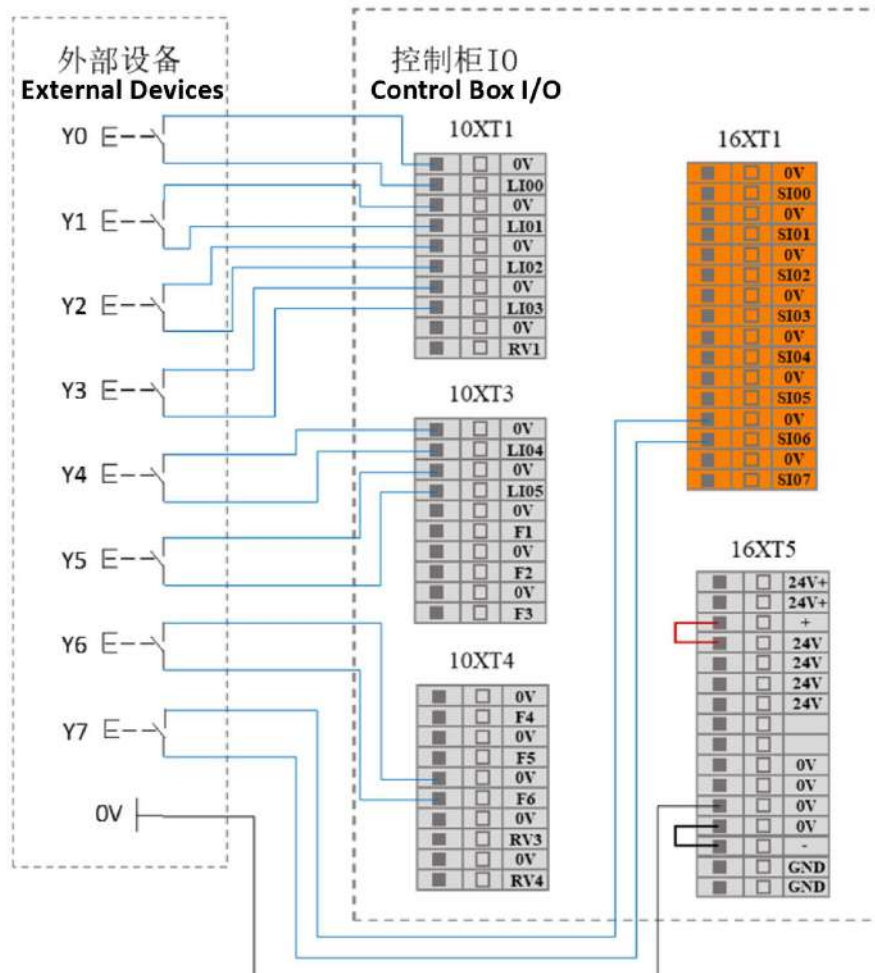 外部设备
External Devices
Y0
Y1
Y2
Y3
Y4
Y5
Y6
Y7
0V
控制柜IO
Control Box I/O
10XT1
0V
LI00
0V
LI01
0V
LI02
0V
LI03
0V
RV1
10XT3
0V
LI04
0V
LI05
0V
F1
0V
F2
0V
F3
10XT4
0V
F4
0V
F5
0V
F6
0V
RV3
0V
RV4
16XT1
0V
SI00
0V
SI01
0V
SI02
0V
SI03
0V
SI04
0V
SI05
0V
SI06
0V
SI07
16XT5
24V+
24V+
+
24V
24V
24V
24V
0V
0V
0V
0V
-
GND
GND